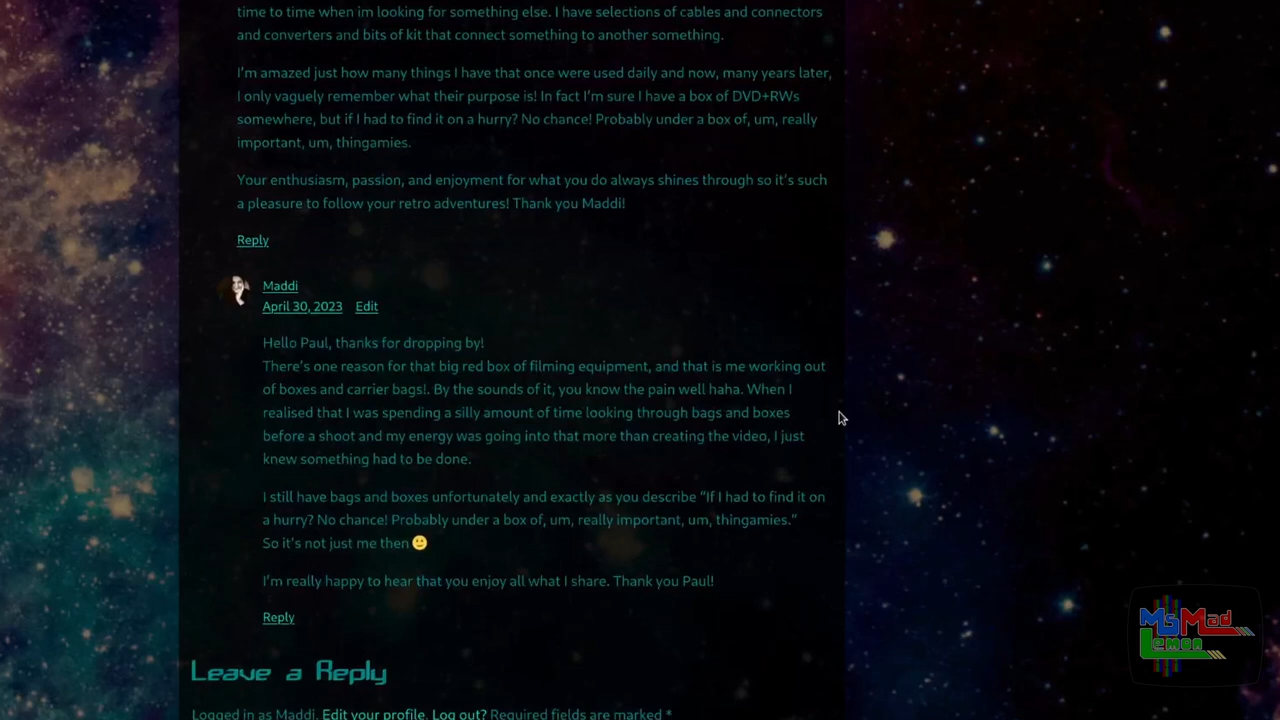 time to time when im looking for something else. I have selections of cables and connectors
and converters and bits of kit that connect something to another something.
I'm amazed just how many things I have that once were used daily and now, many years later,
I only vaguely remember what their purpose is! In fact I'm sure I have a box of DVD+RWs
somewhere, but if I had to find it on a hurry? No chance! Probably under a box of, um, really
important, um, thingamies.
Your enthusiasm, passion, and enjoyment for what you do always shines through so it's such
a pleasure to follow your retro adventures! Thank you Maddi!
Reply
Maddi
April 30, 2023 Edit
Hello Paul, thanks for dropping by!
There's one reason for that big red box of filming equipment, and that is me working out
of boxes and carrier bags!. By the sounds of it, you know the pain well haha. When I
realised that I was spending a silly amount of time looking through bags and boxes
before a shoot and my energy was going into that more than creating the video, I just
knew something had to be done.
I still have bags and boxes unfortunately and exactly as you describe “If I had to find it on
a hurry? No chance! Probably under a box of, um, really important, um, thingamies.”
So it's not just me then 🙂
I'm really happy to hear that you enjoy all what I share. Thank you Paul!
Reply
Leave a Reply
Logged in as Maddi. Edit your profile. Log out? Required fields are marked *
MsMad
Lemon